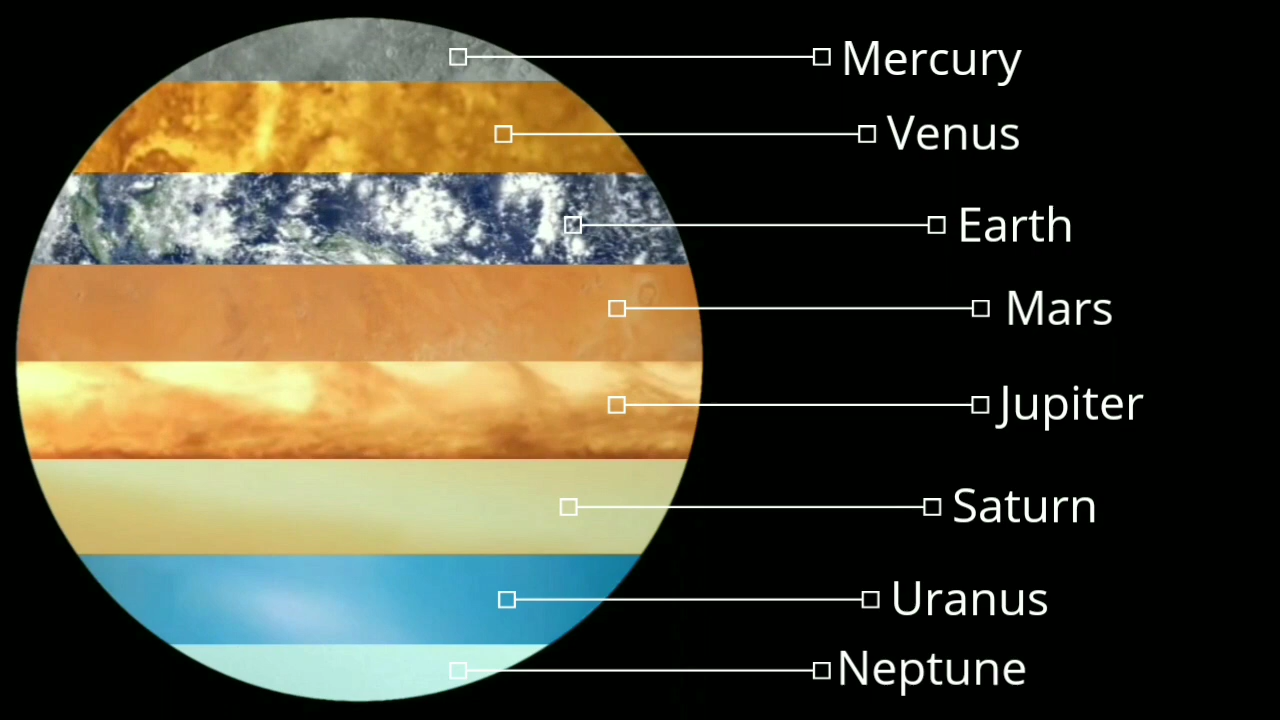 Mercury
Venus
Earth
Mars
Jupiter
Saturn
Uranus
Neptune